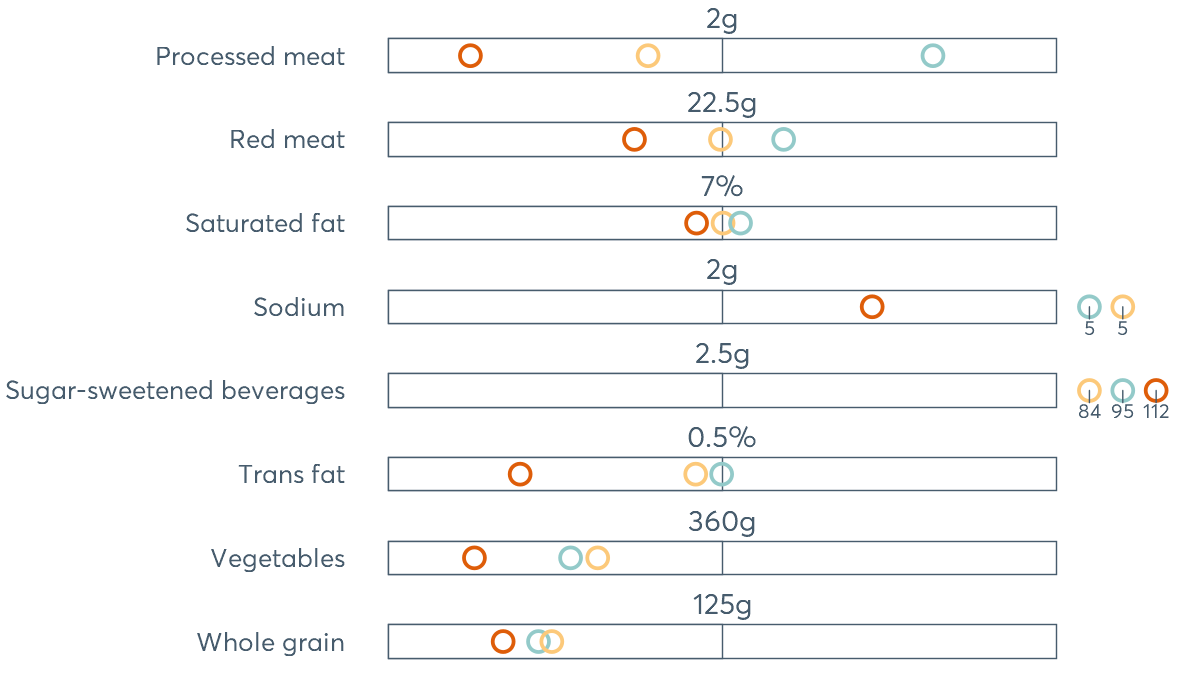 2g
Processed meat
22.5g
Red meat
7%
Saturated fat
2g
Sodium
5 5
2.5g
Sugar-sweetened beverages
84 95 112
0.5%
Trans fat
360g
Vegetables
125g
Whole grain